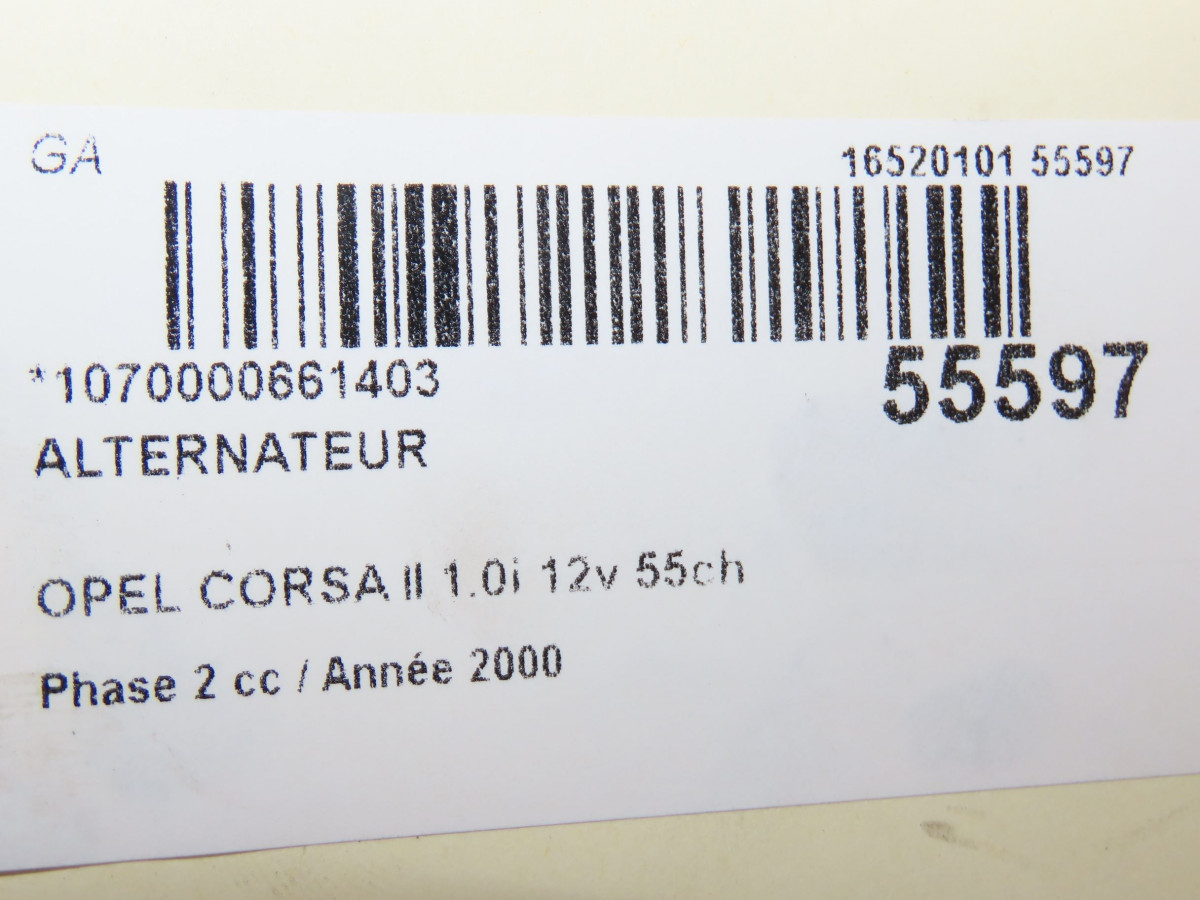 GA
16520101 55597
*1070000661403
55597
ALTERNATEUR
OPEL CORSA II 1.0i 12v 55ch
Phase 2 cc / Année 2000